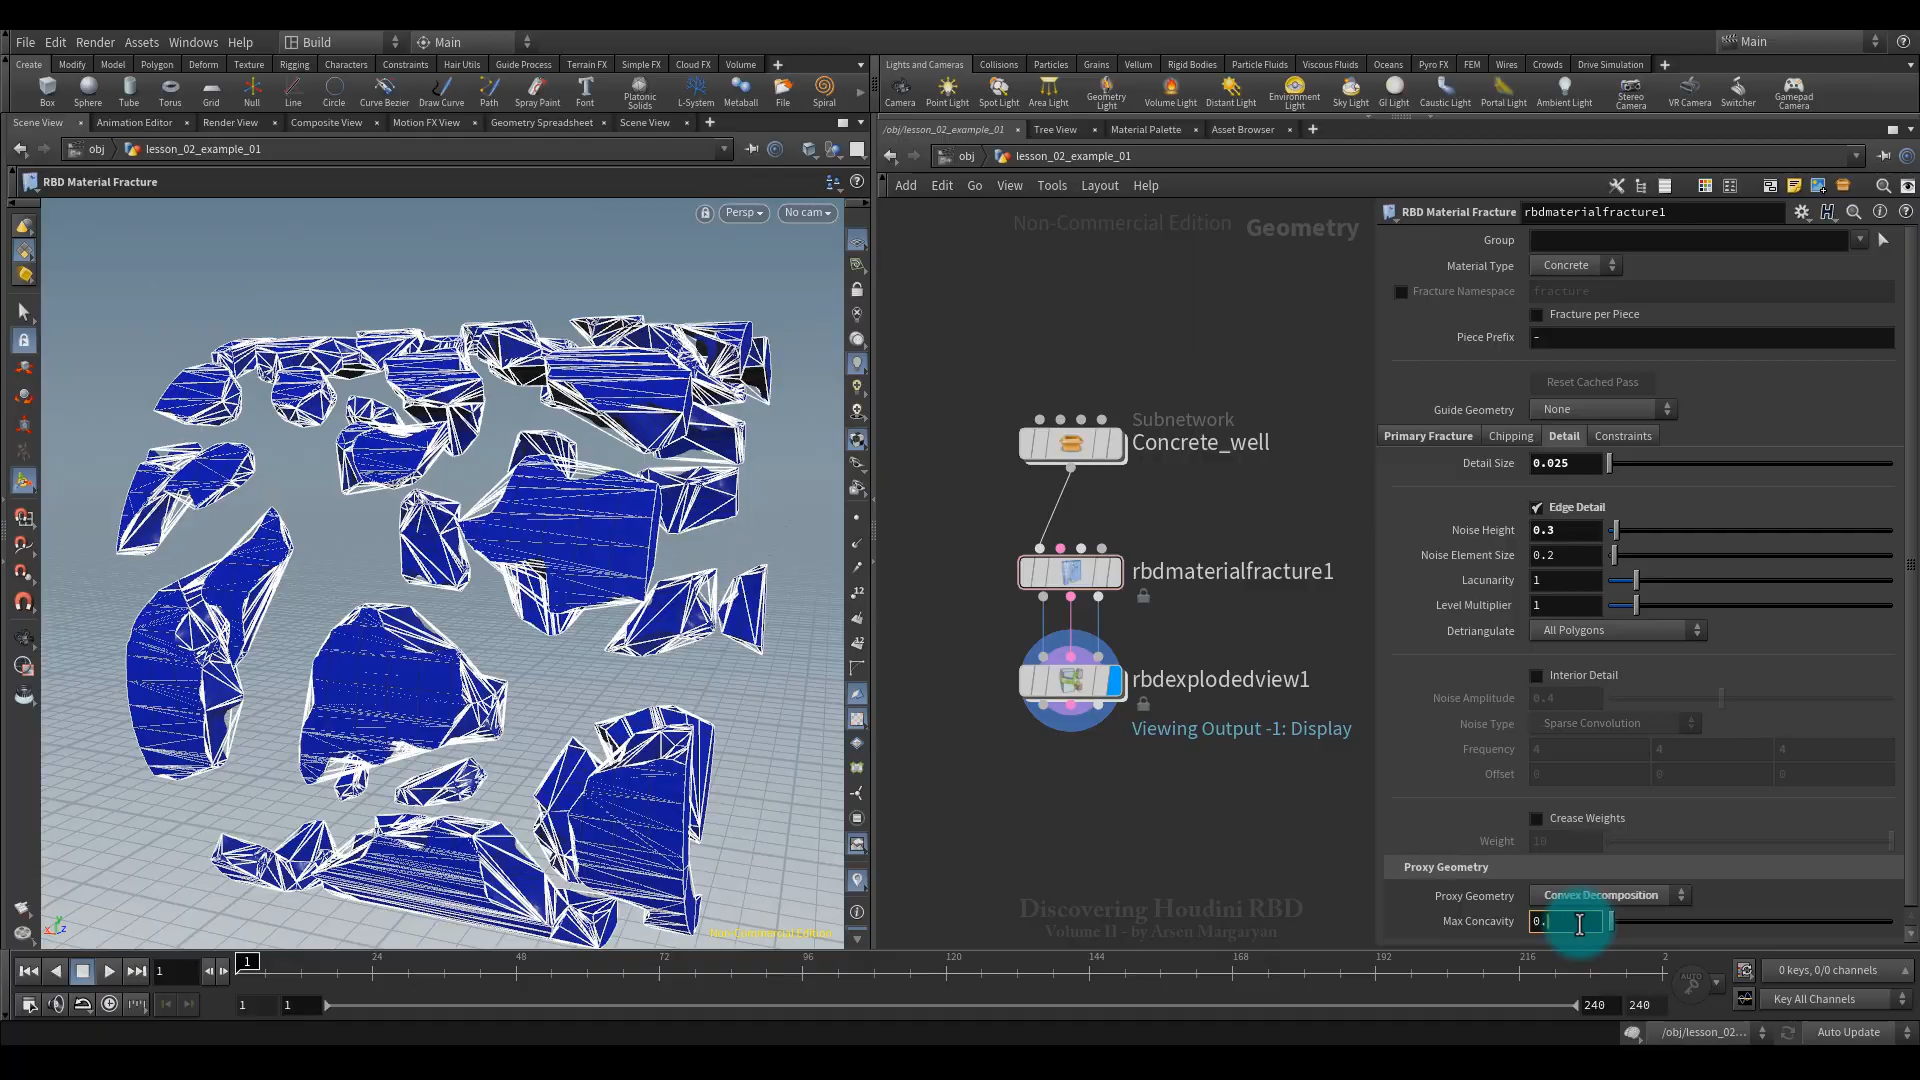 File Edit Render Assets Windows Help Build Main Main
Create Modify Model Polygon Deform Texture Rigging Characters Constraints Hair Utils Guide Process Terrain FX Simple FX Cloud FX Volume
Lights and Cameras Collisions Particles Grains Vellum Rigid Bodies Particle Fluids Viscous Fluids Oceans Pyro FX FEM Wires Crowds Drive Simulation
Box Sphere Tube Torus Grid Null Line Circle Curve Bezier Draw Curve Path Spray Paint Font Platonic Solids L-System Metaball File Spiral
Camera Point Light Spot Light Area Light Geometry Light Volume Light Distant Light Environment Light Sky Light GI Light Caustic Light Portal Light Ambient Light Stereo Camera VR Camera Switcher Gamepad Camera
Scene View Animation Editor Render View Composite View Motion FX View Geometry Spreadsheet Scene View
/obj/lesson_02_example_01 Tree View Material Palette Asset Browser
obj lesson_02_example_01
obj lesson_02_example_01
RBD Material Fracture
Add Edit Go View Tools Layout Help
Persp No cam
Non-Commercial Edition Geometry
RBD Material Fracture rbdmaterialfracture1
Group
Material Type Concrete
Fracture Namespace fracture
Fracture per Piece
Piece Prefix -
Reset Cached Pass
Guide Geometry None
Primary Fracture Chipping Detail Constraints
Detail Size 0.025
Edge Detail
Noise Height 0.3
Noise Element Size 0.2
Lacunarity 1
Level Multiplier 1
Detriangulate All Polygons
Interior Detail
Noise Amplitude 0.4
Noise Type Sparse Convolution
Frequency 4 4 4
Offset 0 0 0
Crease Weights
Weight 10
Proxy Geometry
Proxy Geometry Convex Decomposition
Max Concavity 0.
Subnetwork
Concrete_well
rbdmaterialfracture1
rbdexplodedview1
Viewing Output -1: Display
Discovering Houdini RBD
Volume II - by Arsen Margaryan
Non-Commercial Edition
12
12
y
x z
1 1 24 48 72 96 120 144 168 192 216 2
AUTO
0 keys, 0/0 channels
1 1 240 240
Key All Channels
/obj/lesson_02... Auto Update